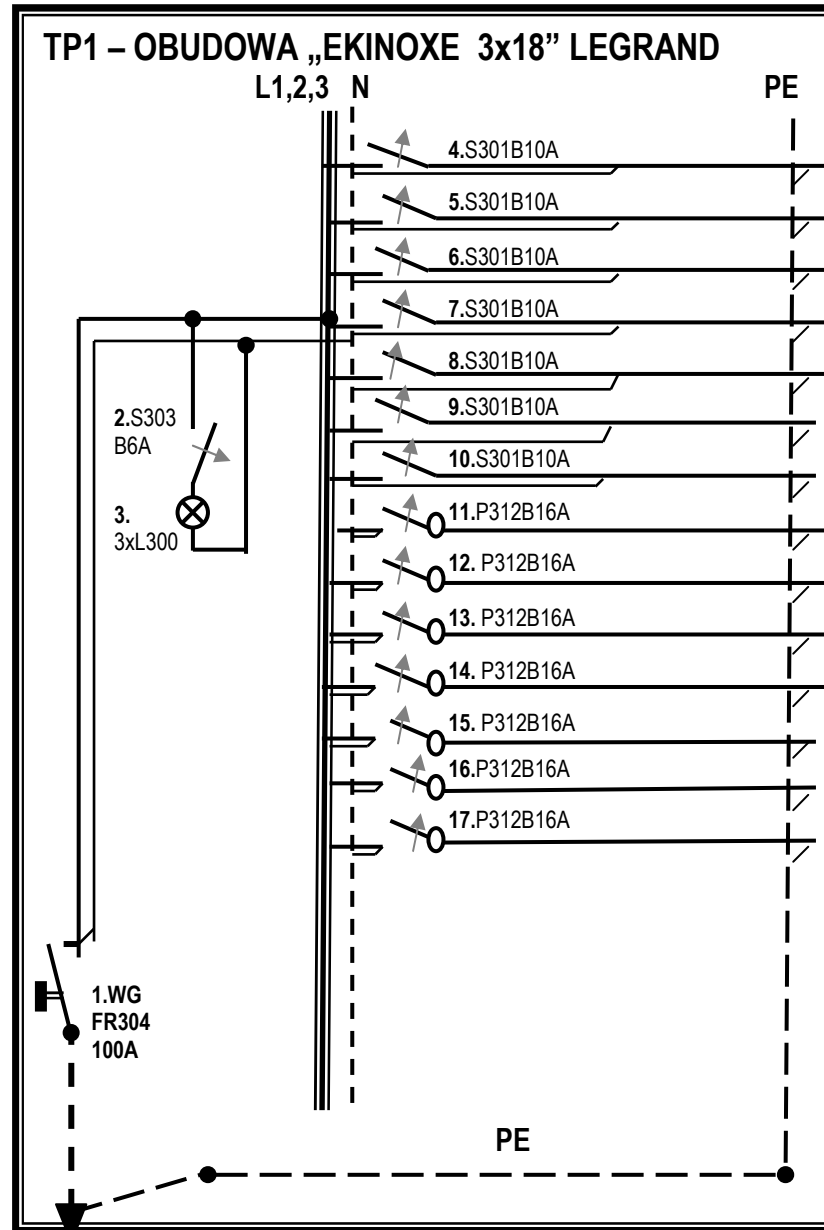 TP1 – OBUDOWA „EKINOXE 3x18” LEGRAND
L1,2,3 N PE
4.S301B10A
5.S301B10A
6.S301B10A
7.S301B10A
8.S301B10A
9.S301B10A
10.S301B10A
2.S303
B6A
3.
3xL300
11.P312B16A
12. P312B16A
13. P312B16A
14. P312B16A
15. P312B16A
16.P312B16A
17.P312B16A
1.WG
FR304
100A
PE